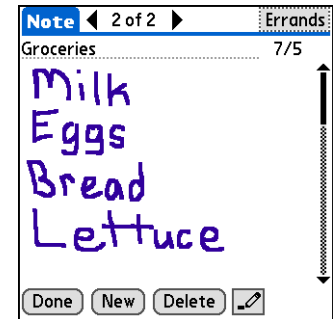 Note 2 of 2 Errands
Groceries 7/5
Milk
Eggs
Bread
Lettuce
Done New Delete